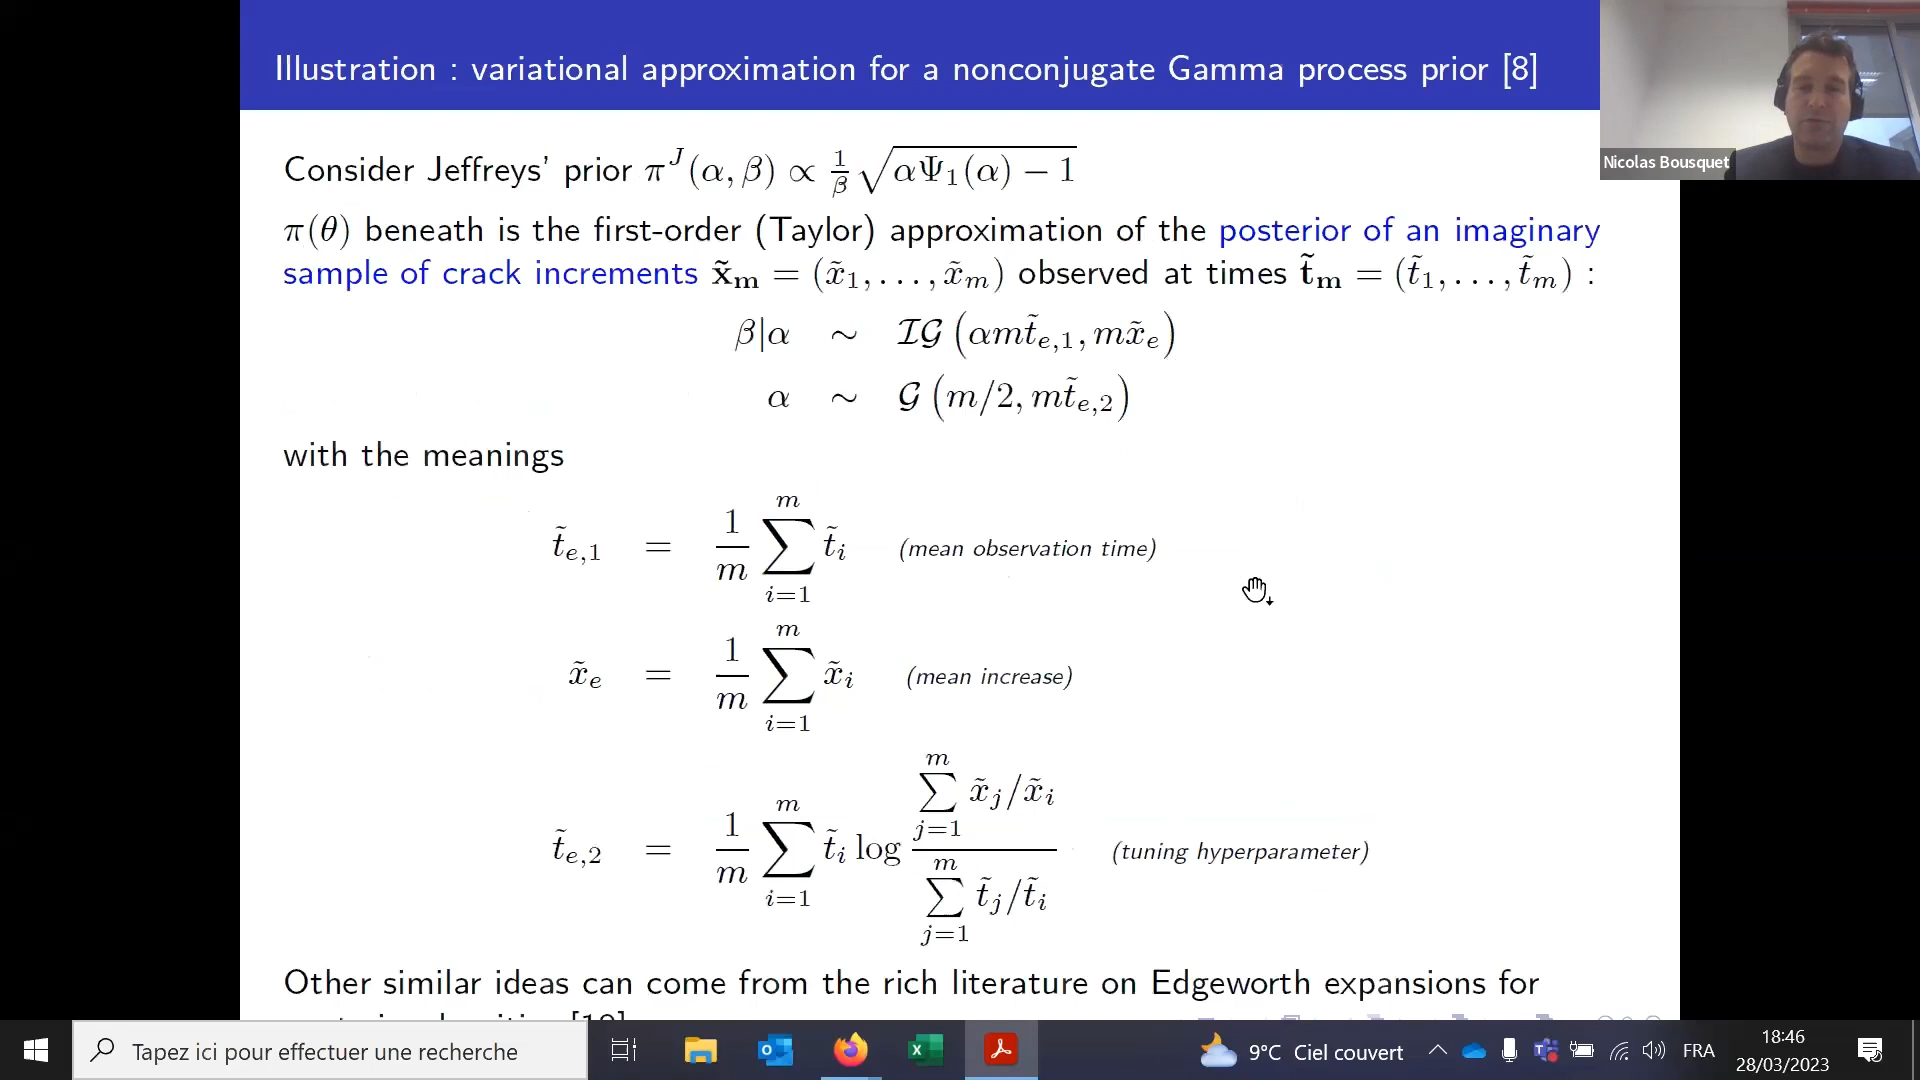 Illustration : variational approximation for a nonconjugate Gamma process prior [8]
Nicolas Bousquet
Consider Jeffreys' prior π^J(α, β) ∝ 1/β √(αΨ₁(α) − 1)
π(θ) beneath is the first-order (Taylor) approximation of the posterior of an imaginary
sample of crack increments x̃_m = (x̃₁, . . . , x̃_m) observed at times t̃_m = (t̃₁, . . . , t̃_m) :
β|α ∼ IG (αmt̃_{e,1}, mx̃_e)
α ∼ G (m/2, mt̃_{e,2})
with the meanings
t̃_{e,1} = 1/m ∑_{i=1}^{m} t̃_i (mean observation time)
x̃_e = 1/m ∑_{i=1}^{m} x̃_i (mean increase)
t̃_{e,2} = 1/m ∑_{i=1}^{m} t̃_i log (∑_{j=1}^{m} x̃_j/x̃_i)/(∑_{j=1}^{m} t̃_j/t̃_i) (tuning hyperparameter)
Other similar ideas can come from the rich literature on Edgeworth expansions for
Tapez ici pour effectuer une recherche
9°C Ciel couvert
FRA
18:46
28/03/2023